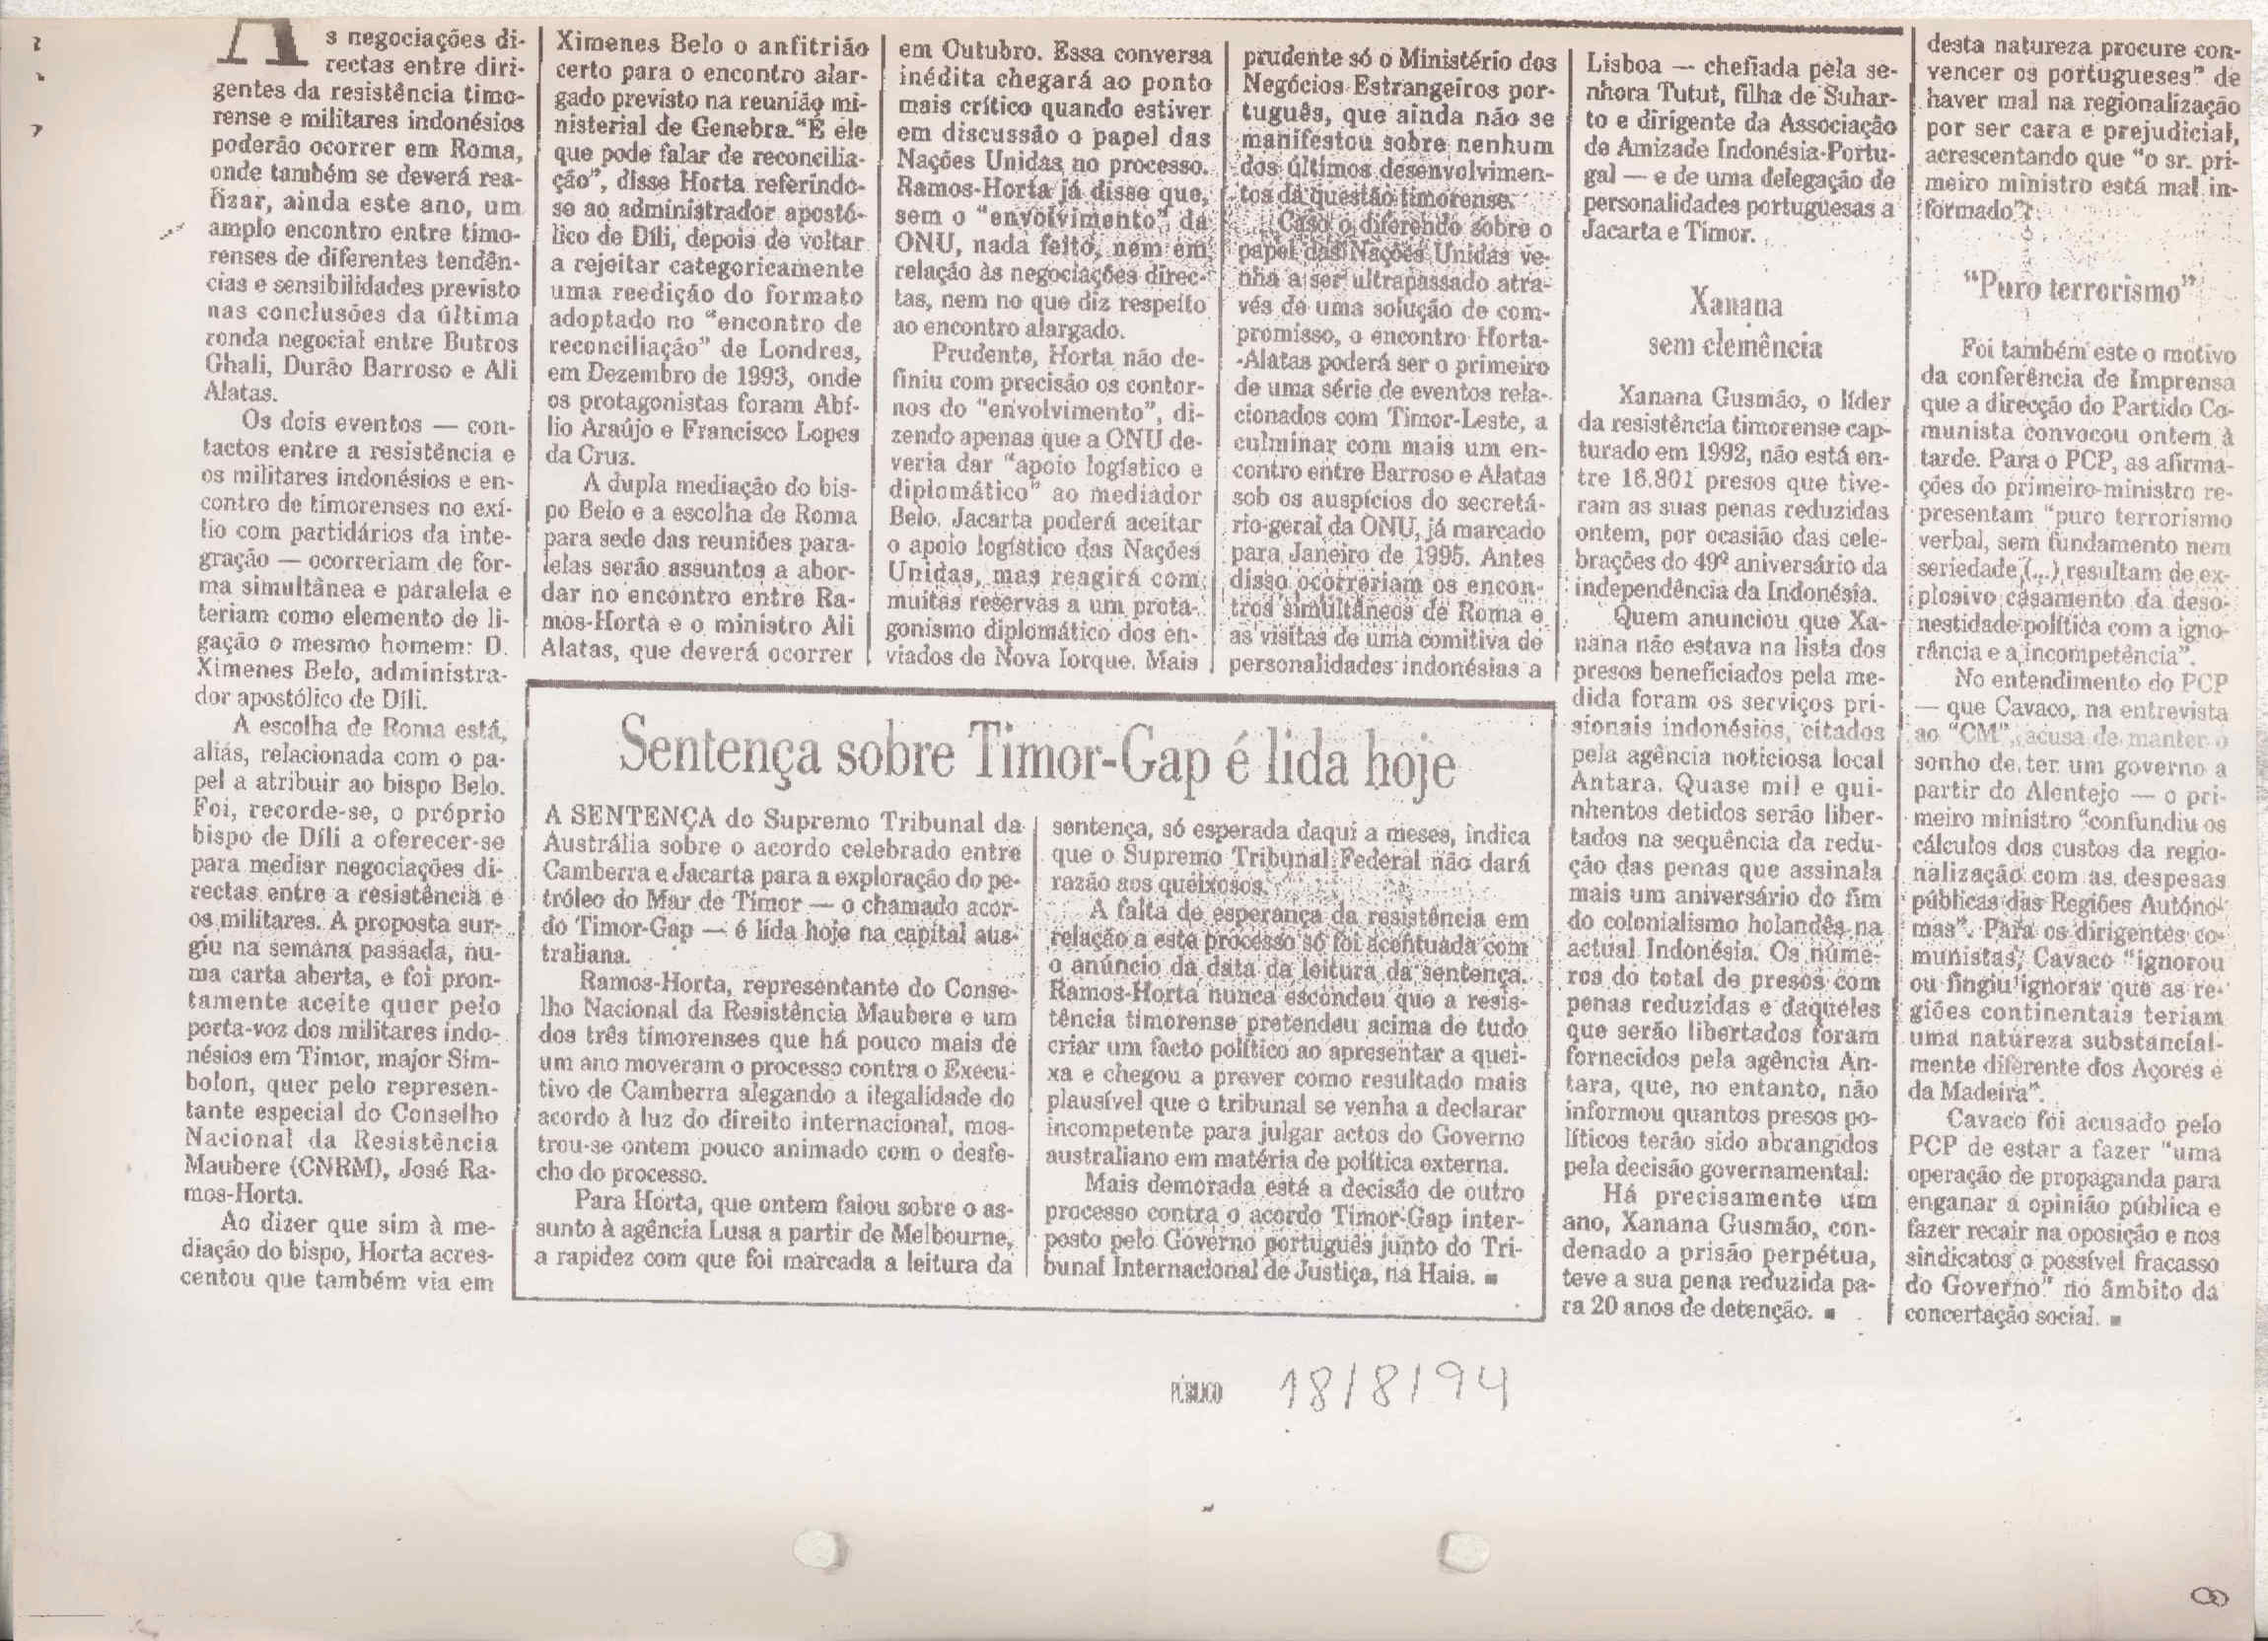 As negociações di-
rectas entre diri-
gentes da resistência timo-
rense e militares indonésios
poderão ocorrer em Roma,
onde também se deverá rea-
lizar, ainda este ano, um
amplo encontro entre timo-
renses de diferentes tendên-
cias e sensibilidades previsto
nas conclusões da última
ronda negocial entre Butros
Ghali, Durão Barroso e Ali
Alatas.
Os dois eventos — con-
tactos entre a resistência e
os militares indonésios e en-
contro de timorenses no exí-
lio com partidários da inte-
gração — ocorreriam de for-
ma simultânea e paralela e
teriam como elemento de li-
gação o mesmo homem: D.
Ximenes Belo, administra-
dor apostólico de Díli.
A escolha de Roma está,
aliás, relacionada com o pa-
pel a atribuir ao bispo Belo.
Foi, recorde-se, o próprio
bispo de Díli a oferecer-se
para mediar negociações di-
rectas entre a resistência e
os militares. A proposta sur-
giu na semana passada, nu-
ma carta aberta, e foi pron-
tamente aceite quer pelo
porta-voz dos militares indo-
nésios em Timor, major Sim-
bolon, quer pelo represen-
tante especial do Conselho
Nacional da Resistência
Maubere (CNRM), José Ra-
mos-Horta.
Ao dizer que sim à me-
diação do bispo, Horta acres-
centou que também via em
Ximenes Belo o anfitrião
certo para o encontro alar-
gado previsto na reunião mi-
nisterial de Genebra. "É ele
que pode falar de reconcilia-
ção", disse Horta referindo-
se ao administrador apostó-
lico de Díli, depois de voltar
a rejeitar categoricamente
uma reedição do formato
adoptado no "encontro de
reconciliação" de Londres,
em Dezembro de 1993, onde
os protagonistas foram Abí-
lio Araújo e Francisco Lopes
da Cruz.
A dupla mediação do bis-
po Belo e a escolha de Roma
para sede das reuniões para-
lelas serão assuntos a abor-
dar no encontro entre Ra-
mos-Horta e o ministro Ali
Alatas, que deverá ocorrer
em Outubro. Essa conversa
inédita chegará ao ponto
mais crítico quando estiver
em discussão o papel das
Nações Unidas no processo.
Ramos-Horta já disse que,
sem o "envolvimento" da
ONU, nada feito, nem em
relação às negociações direc-
tas, nem no que diz respeito
ao encontro alargado.
Prudente, Horta não de-
finiu com precisão os contor-
nos do "envolvimento", di-
zendo apenas que a ONU de-
veria dar "apoio logístico e
diplomático" ao mediador
Belo. Jacarta poderá aceitar
o apoio logístico das Nações
Unidas, mas reagirá com
muitas reservas a um prota-
gonismo diplomático dos en-
viados de Nova Iorque. Mais
prudente só o Ministério dos
Negócios Estrangeiros por-
tuguês, que ainda não se
manifestou sobre nenhum
dos últimos desenvolvimen-
tos da questão timorense.
Caso o diferendo sobre o
papel das Nações Unidas ve-
nha a ser ultrapassado atra-
vés de uma solução de com-
promisso, o encontro Horta-
-Alatas poderá ser o primeiro
de uma série de eventos rela-
cionados com Timor-Leste, a
culminar com mais um en-
contro entre Barroso e Alatas
sob os auspícios do secretá-
rio-geral da ONU, já marcado
para Janeiro de 1995. Antes
disso ocorreriam os encon-
tros simultâneos de Roma e
as visitas de uma comitiva de
personalidades indonésias a
Lisboa — chefiada pela se-
nhora Tutut, filha de Suhar-
to e dirigente da Associação
de Amizade Indonésia-Portu-
gal — e de uma delegação de
personalidades portuguesas a
Jacarta e Timor.
Xanana
sem clemência
Xanana Gusmão, o líder
da resistência timorense cap-
turado em 1992, não está en-
tre 16.801 presos que tive-
ram as suas penas reduzidas
ontem, por ocasião das cele-
brações do 49º aniversário da
independência da Indonésia.
Quem anunciou que Xa-
nana não estava na lista dos
presos beneficiados pela me-
dida foram os serviços pri-
sionais indonésios, citados
pela agência noticiosa local
Antara. Quase mil e qui-
nhentos detidos serão liber-
tados na sequência da redu-
ção das penas que assinala
mais um aniversário do fim
do colonialismo holandês na
actual Indonésia. Os núme-
ros do total de presos com
penas reduzidas e daqueles
que serão libertados foram
fornecidos pela agência An-
tara, que, no entanto, não
informou quantos presos po-
líticos terão sido abrangidos
pela decisão governamental.
Há precisamente um
ano, Xanana Gusmão, con-
denado a prisão perpétua,
teve a sua pena reduzida pa-
ra 20 anos de detenção. ■
desta natureza procure con-
vencer os portugueses" de
haver mal na regionalização
por ser cara e prejudicial,
acrescentando que "o sr. pri-
meiro ministro está mal in-
formado".
"Puro terrorismo"
Foi também este o motivo
da conferência de Imprensa
que a direcção do Partido Co-
munista convocou ontem à
tarde. Para o PCP, as afirma-
ções do primeiro-ministro re-
presentam "puro terrorismo
verbal, sem fundamento nem
seriedade (...) resultam de ex-
plosivo casamento da deso-
nestidade política com a igno-
rância e a incompetência".
No entendimento do PCP
— que Cavaco, na entrevista
ao "CM", acusa de manter o
sonho de ter um governo a
partir do Alentejo — o pri-
meiro ministro "confundiu os
cálculos dos custos da regio-
nalização com as despesas
públicas das Regiões Autóno-
mas". Para os dirigentes co-
munistas, Cavaco "ignorou
ou fingiu ignorar que as re-
giões continentais teriam
uma natureza substancial-
mente diferente dos Açores e
da Madeira".
Cavaco foi acusado pelo
PCP de estar a fazer "uma
operação de propaganda para
enganar a opinião pública e
fazer recair na oposição e nos
sindicatos o possível fracasso
do Governo" no âmbito da
concertação social. ■
Sentença sobre Timor-Gap é lida hoje
A SENTENÇA do Supremo Tribunal da
Austrália sobre o acordo celebrado entre
Camberra e Jacarta para a exploração do pe-
tróleo do Mar de Timor — o chamado acor-
do Timor-Gap — é lida hoje na capital aus-
traliana.
Ramos-Horta, representante do Conse-
lho Nacional da Resistência Maubere e um
dos três timorenses que há pouco mais de
um ano moveram o processo contra o Execu-
tivo de Camberra alegando a ilegalidade do
acordo à luz do direito internacional, mos-
trou-se ontem pouco animado com o desfe-
cho do processo.
Para Horta, que ontem falou sobre o as-
sunto à agência Lusa a partir de Melbourne,
a rapidez com que foi marcada a leitura da
sentença, só esperada daqui a meses, indica
que o Supremo Tribunal Federal não dará
razão aos queixosos.
A falta de esperança da resistência em
relação a este processo só foi acentuada com
o anúncio da data da leitura da sentença.
Ramos-Horta nunca escondeu que a resis-
tência timorense pretendeu acima de tudo
criar um facto político ao apresentar a quei-
xa e chegou a prever como resultado mais
plausível que o tribunal se venha a declarar
incompetente para julgar actos do Governo
australiano em matéria de política externa.
Mais demorada está a decisão de outro
processo contra o acordo Timor-Gap inter-
posto pelo Governo português junto do Tri-
bunal Internacional de Justiça, na Haia. ■
PÚBLICO 18/8/94